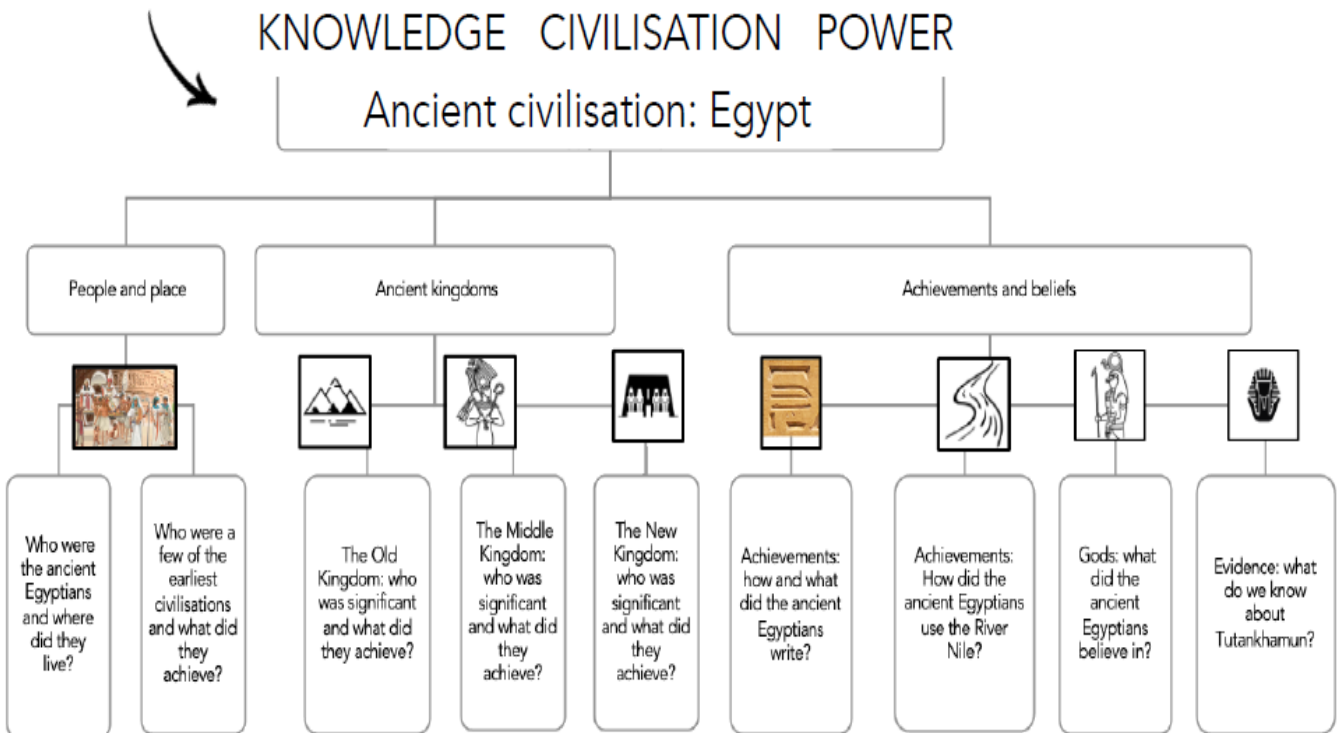 KNOWLEDGE CIVILISATION POWER
Ancient civilisation: Egypt
People and place
Ancient kingdoms
Achievements and beliefs
Who were
the ancient
Egyptians
and where
did they
live?
Who were a
few of the
earliest
civilisations
and what did
they
achieve?
The Old
Kingdom: who
was significant
and what did
they achieve?
The Middle
Kingdom:
who was
significant
and what did
they
achieve?
The New
Kingdom:
who was
significant
and what did
they
achieve?
Achievements:
how and what
did the ancient
Egyptians
write?
Achievements:
How did the
ancient Egyptians
use the River
Nile?
Gods: what
did the
ancient
Egyptians
believe in?
Evidence: what
do we know
about
Tutankhamun?